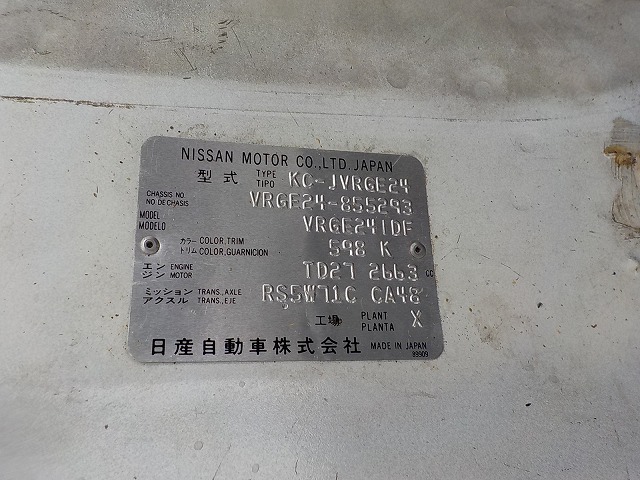 NISSAN MOTOR CO.,LTD.JAPAN
型式 TYPE TIPO KC-JVRGE24
CHASSIS NO NO DE CHASIS VRGE24-855293
MODEL MODELO VRGE241DF
カラー COLOR,TRIM トリム COLOR,GUARNICION 598 K
エンジン ENGINE MOTOR TD27 2663 CC
ミッション TRANS.,AXLE アクスル TRANS.,EJE RS5W71C CA48
工場 PLANT PLANTA X
日産自動車株式会社 MADE IN JAPAN
89909